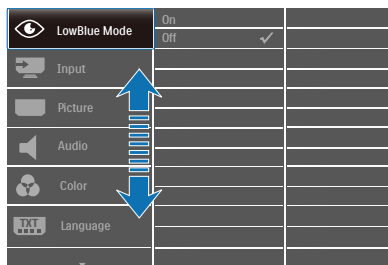 LowBlue Mode
On
Off
Input
Picture
Audio
Color
TXT
Language